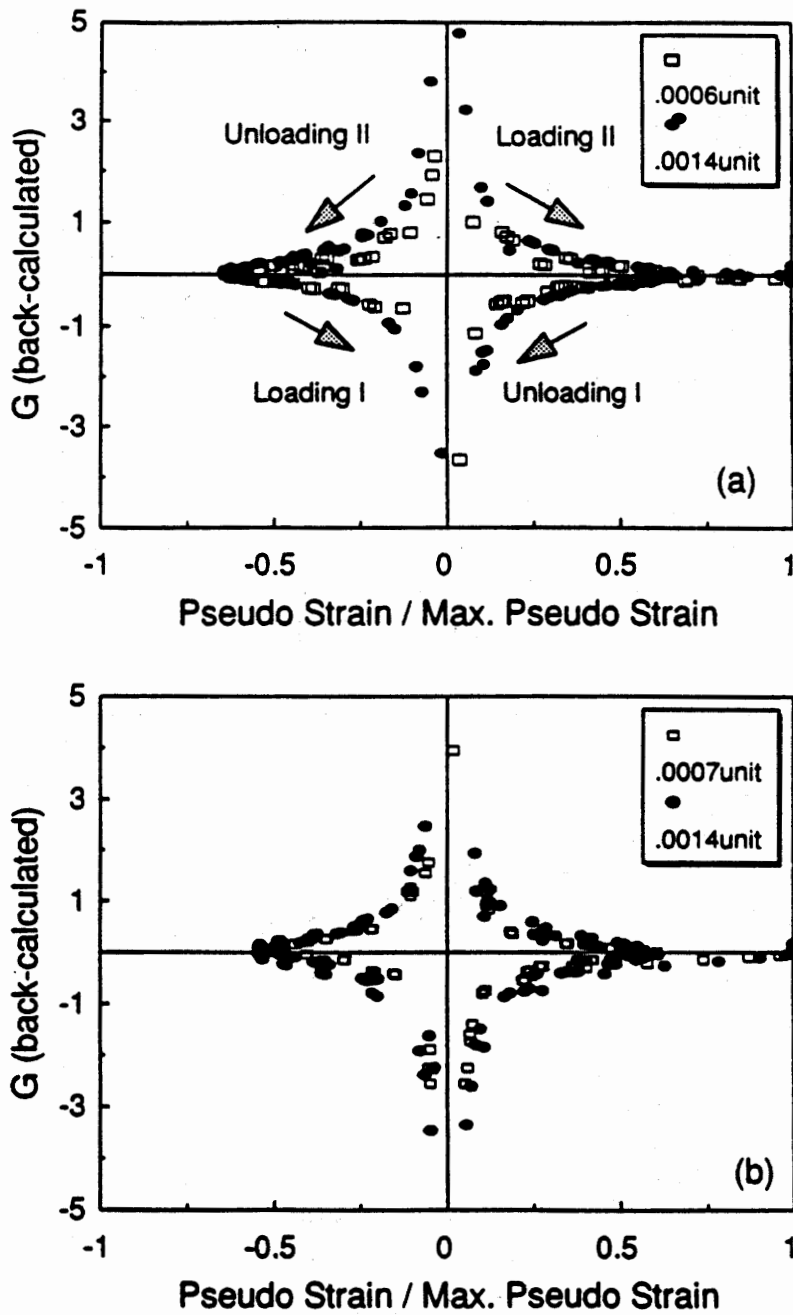 5
3
1
-1
-3
-5
G (back-calculated)
.0006unit
.0014unit
Unloading II
Loading II
Loading I
Unloading I
(a)
-1
-0.5
0
0.5
1
Pseudo Strain / Max. Pseudo Strain
5
3
1
-1
-3
-5
G (back-calculated)
.0007unit
.0014unit
(b)
-1
-0.5
0
0.5
1
Pseudo Strain / Max. Pseudo Strain